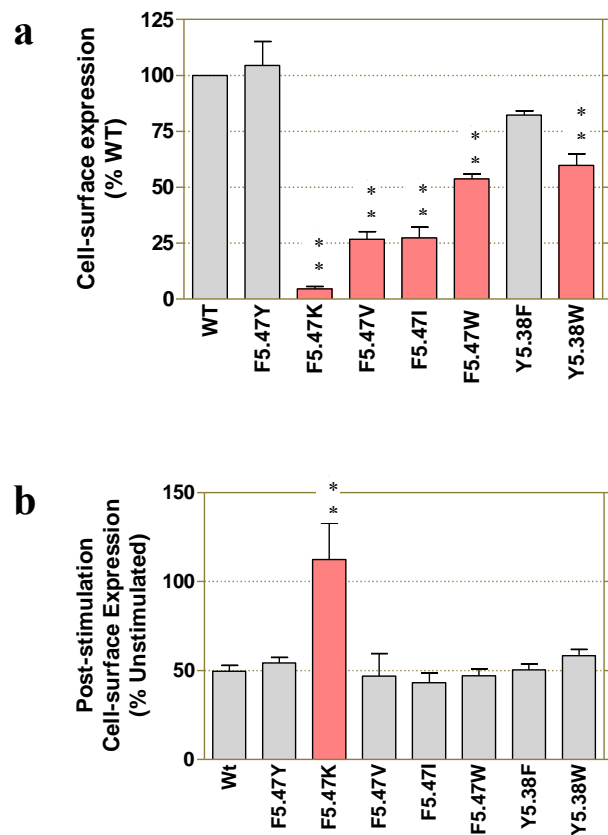 a
Cell-surface expression
(% WT)
125
100
75
50
25
0
* *
* *
* *
* *
* *
WT
F5.47Y
F5.47K
F5.47V
F5.47I
F5.47W
Y5.38F
Y5.38W
b
Post-stimulation
Cell-surface Expression
(% Unstimulated)
150
100
50
0
* *
Wt
F5.47Y
F5.47K
F5.47V
F5.47I
F5.47W
Y5.38F
Y5.38W